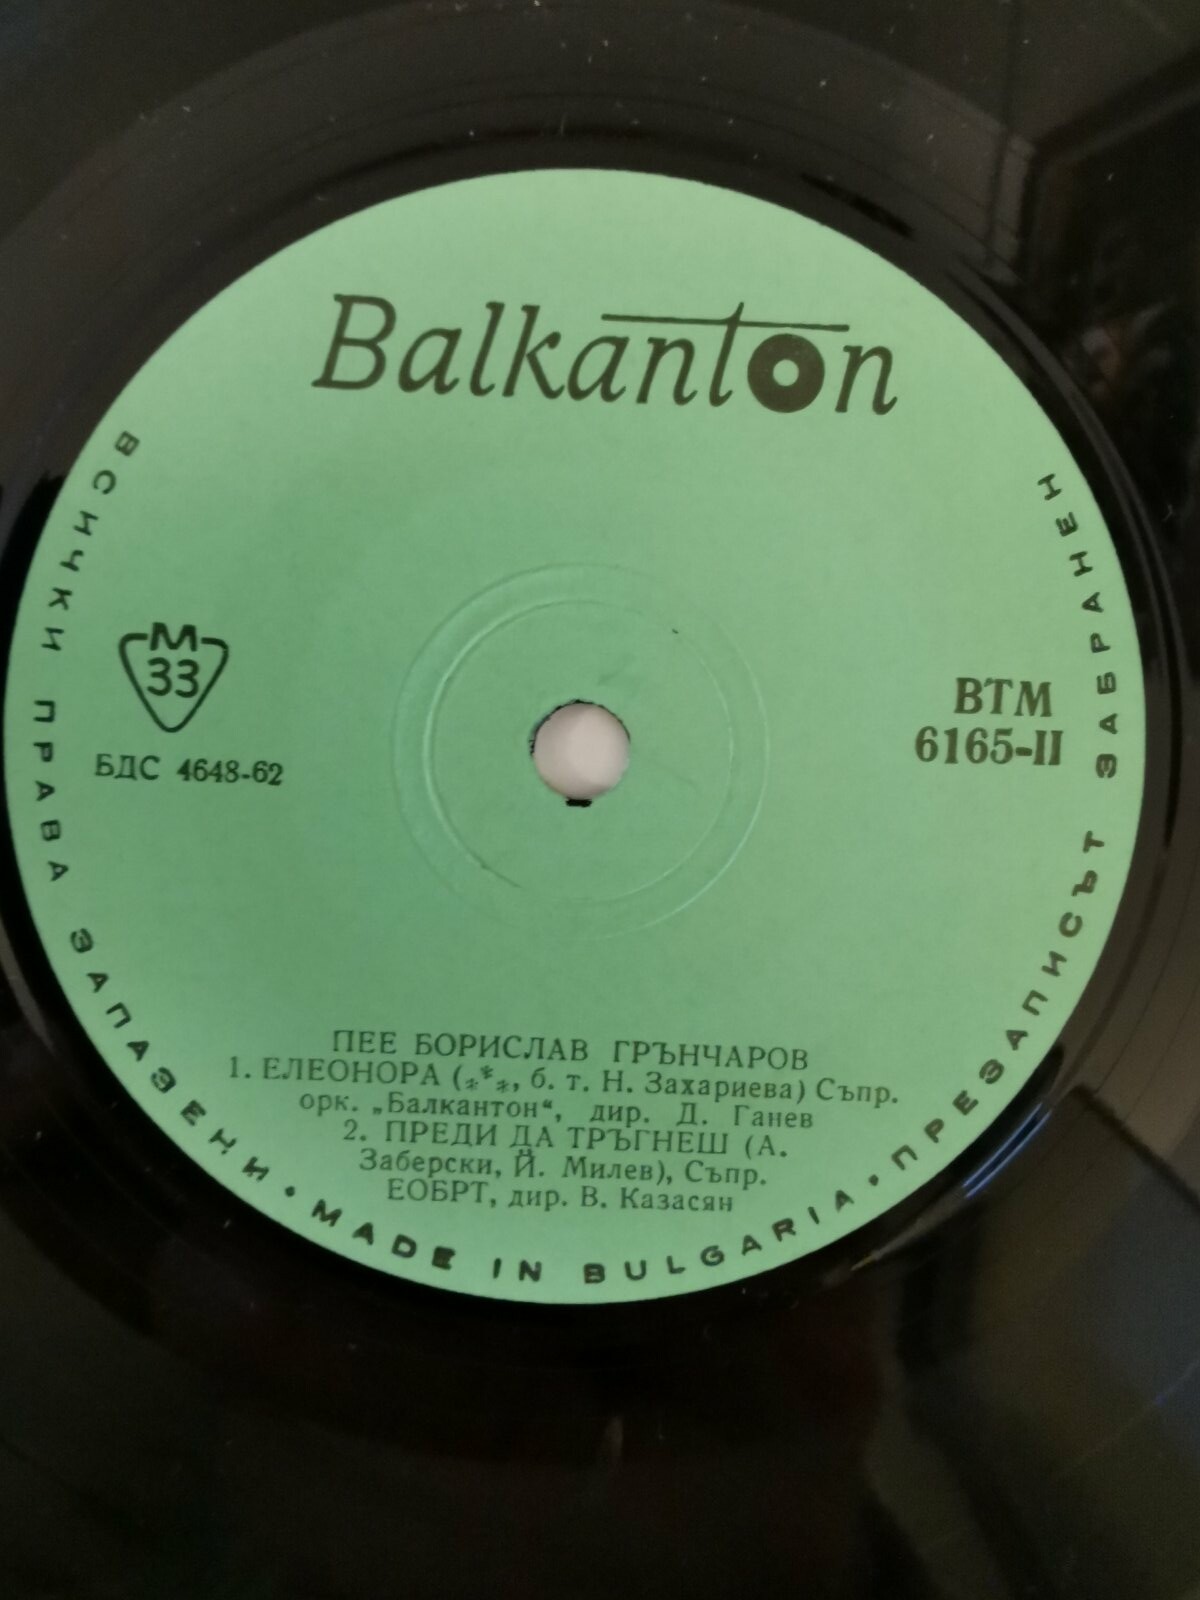 Balkanton
M
33
БДС 4648-62
ВТМ
6165-II
ПЕЕ БОРИСЛАВ ГРЪНЧАРОВ
1. ЕЛЕОНОРА (***, б. т. Н. Захариева) Съпр.
орк. „Балкантон“, дир. Д. Ганев
2. ПРЕДИ ДА ТРЪГНЕШ (А.
Заберски, Й. Милев), Съпр.
ЕОБРТ, дир. В. Казасян
ВСИЧКИ ПРАВА ЗАПАЗЕНИ • MADE IN BULGARIA • ПРЕЗАПИСЪТ ЗАБРАНЕН